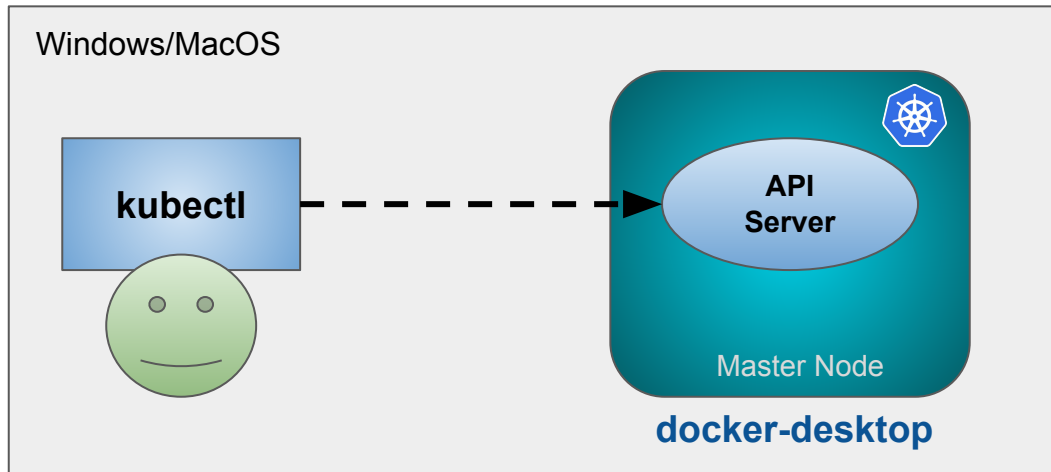 Windows/MacOS
kubectl
API
Server
Master Node
docker-desktop